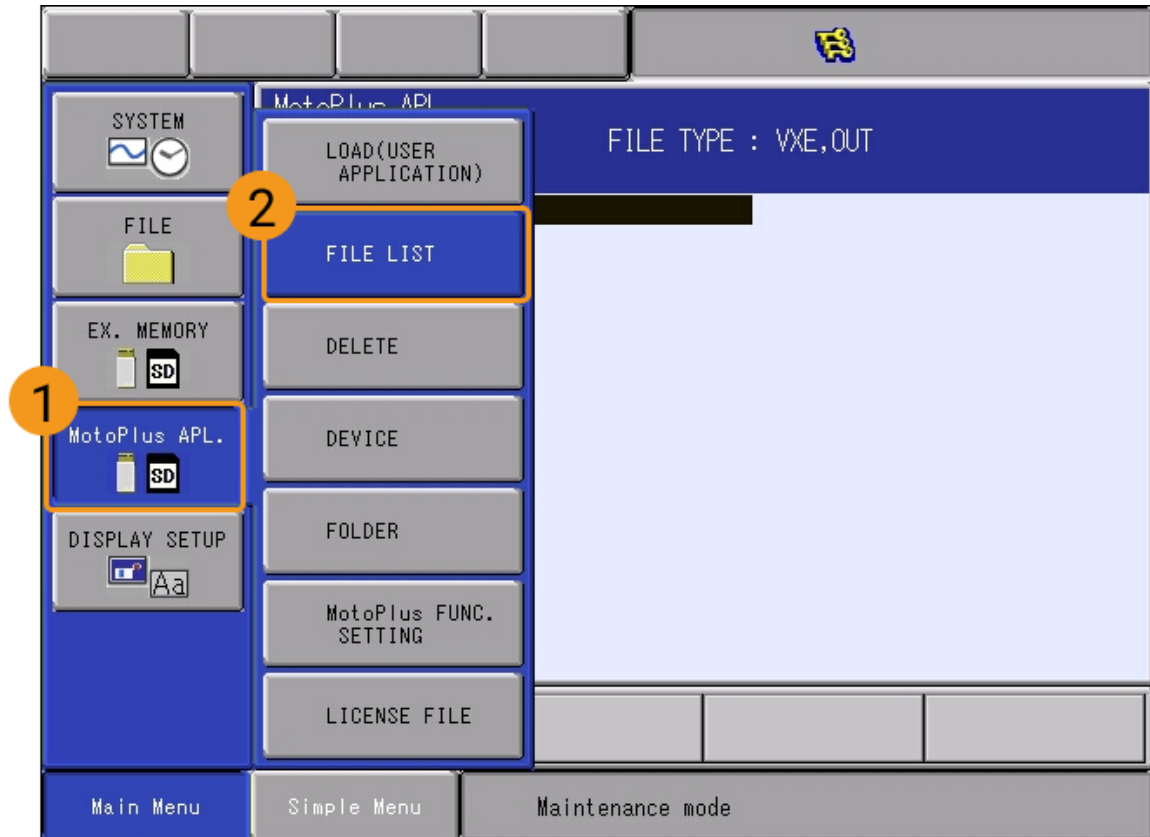 SYSTEM
FILE
EX. MEMORY
SD
1
MotoPlus APL.
SD
DISPLAY SETUP
Aa
MotoPlus APL.
FILE TYPE : VXE,OUT
LOAD(USER
APPLICATION)
2
FILE LIST
DELETE
DEVICE
FOLDER
MotoPlus FUNC.
SETTING
LICENSE FILE
Main Menu
Simple Menu
Maintenance mode